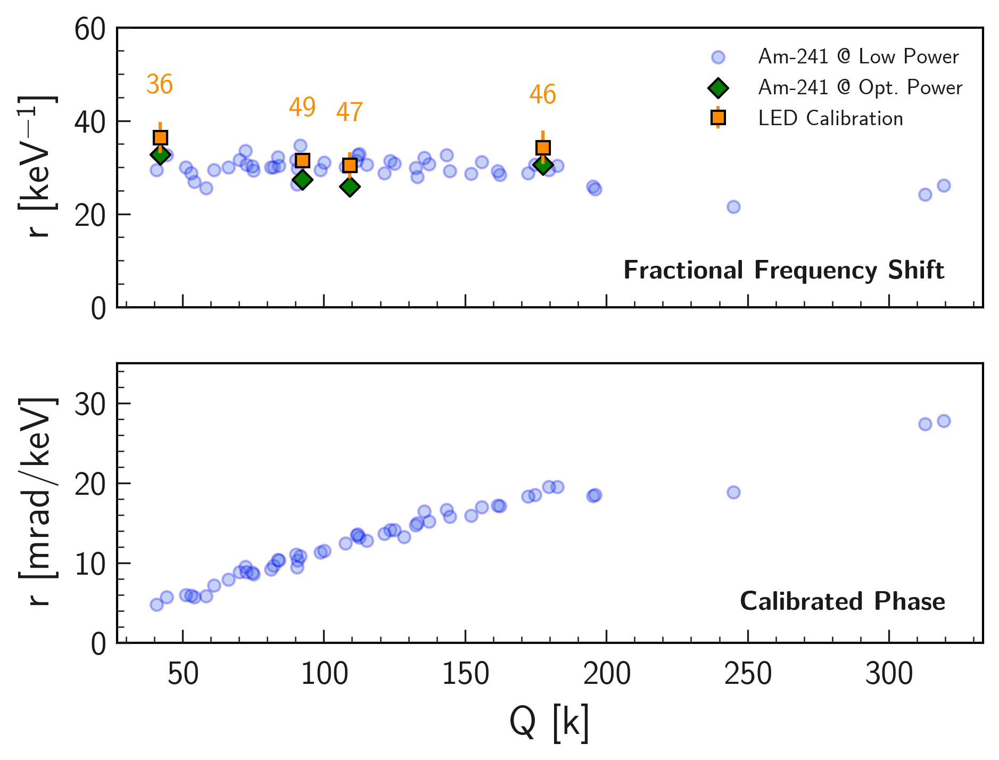 60
40
20
0
r [keV−1]
36
49
47
46
Am-241 @ Low Power
Am-241 @ Opt. Power
LED Calibration
Fractional Frequency Shift
30
20
10
0
r [mrad/keV]
Calibrated Phase
50 100 150 200 250 300
Q [k]